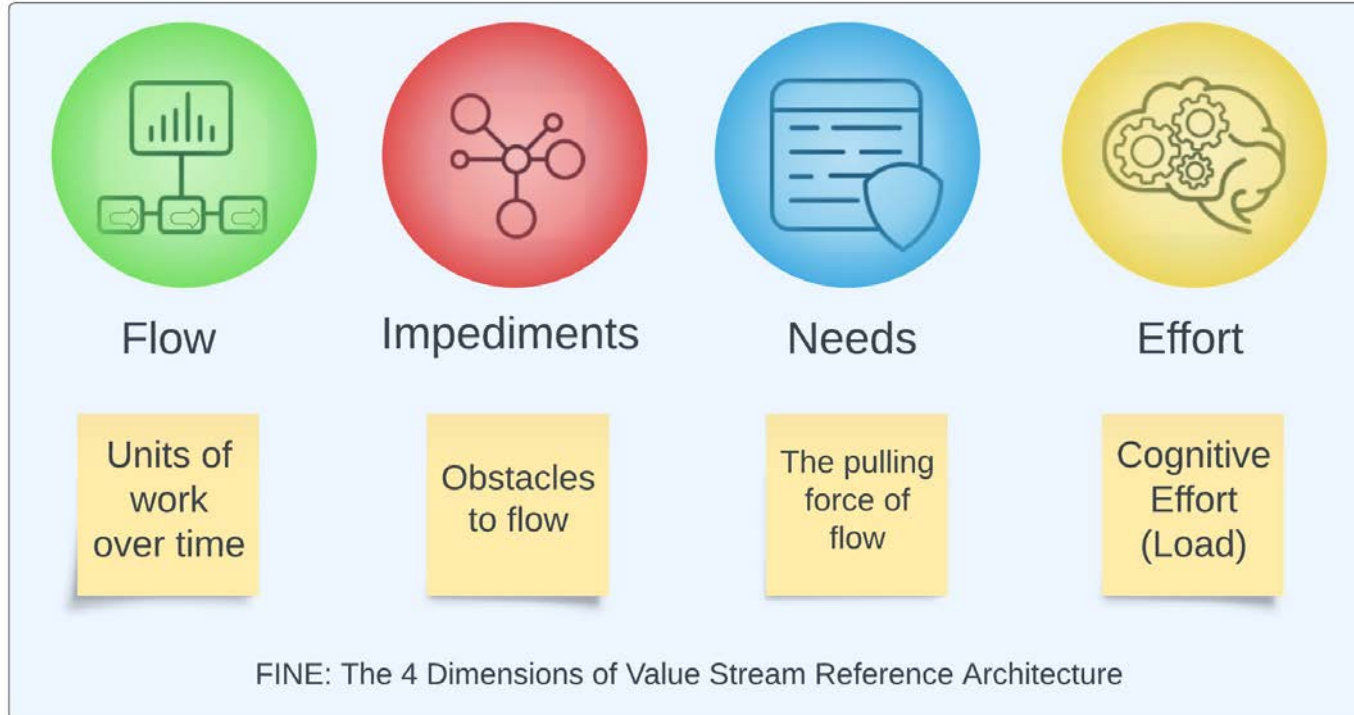 Flow
Impediments
Needs
Effort
Units of
work
over time
Obstacles
to flow
The pulling
force of
flow
Cognitive
Effort
(Load)
FINE: The 4 Dimensions of Value Stream Reference Architecture